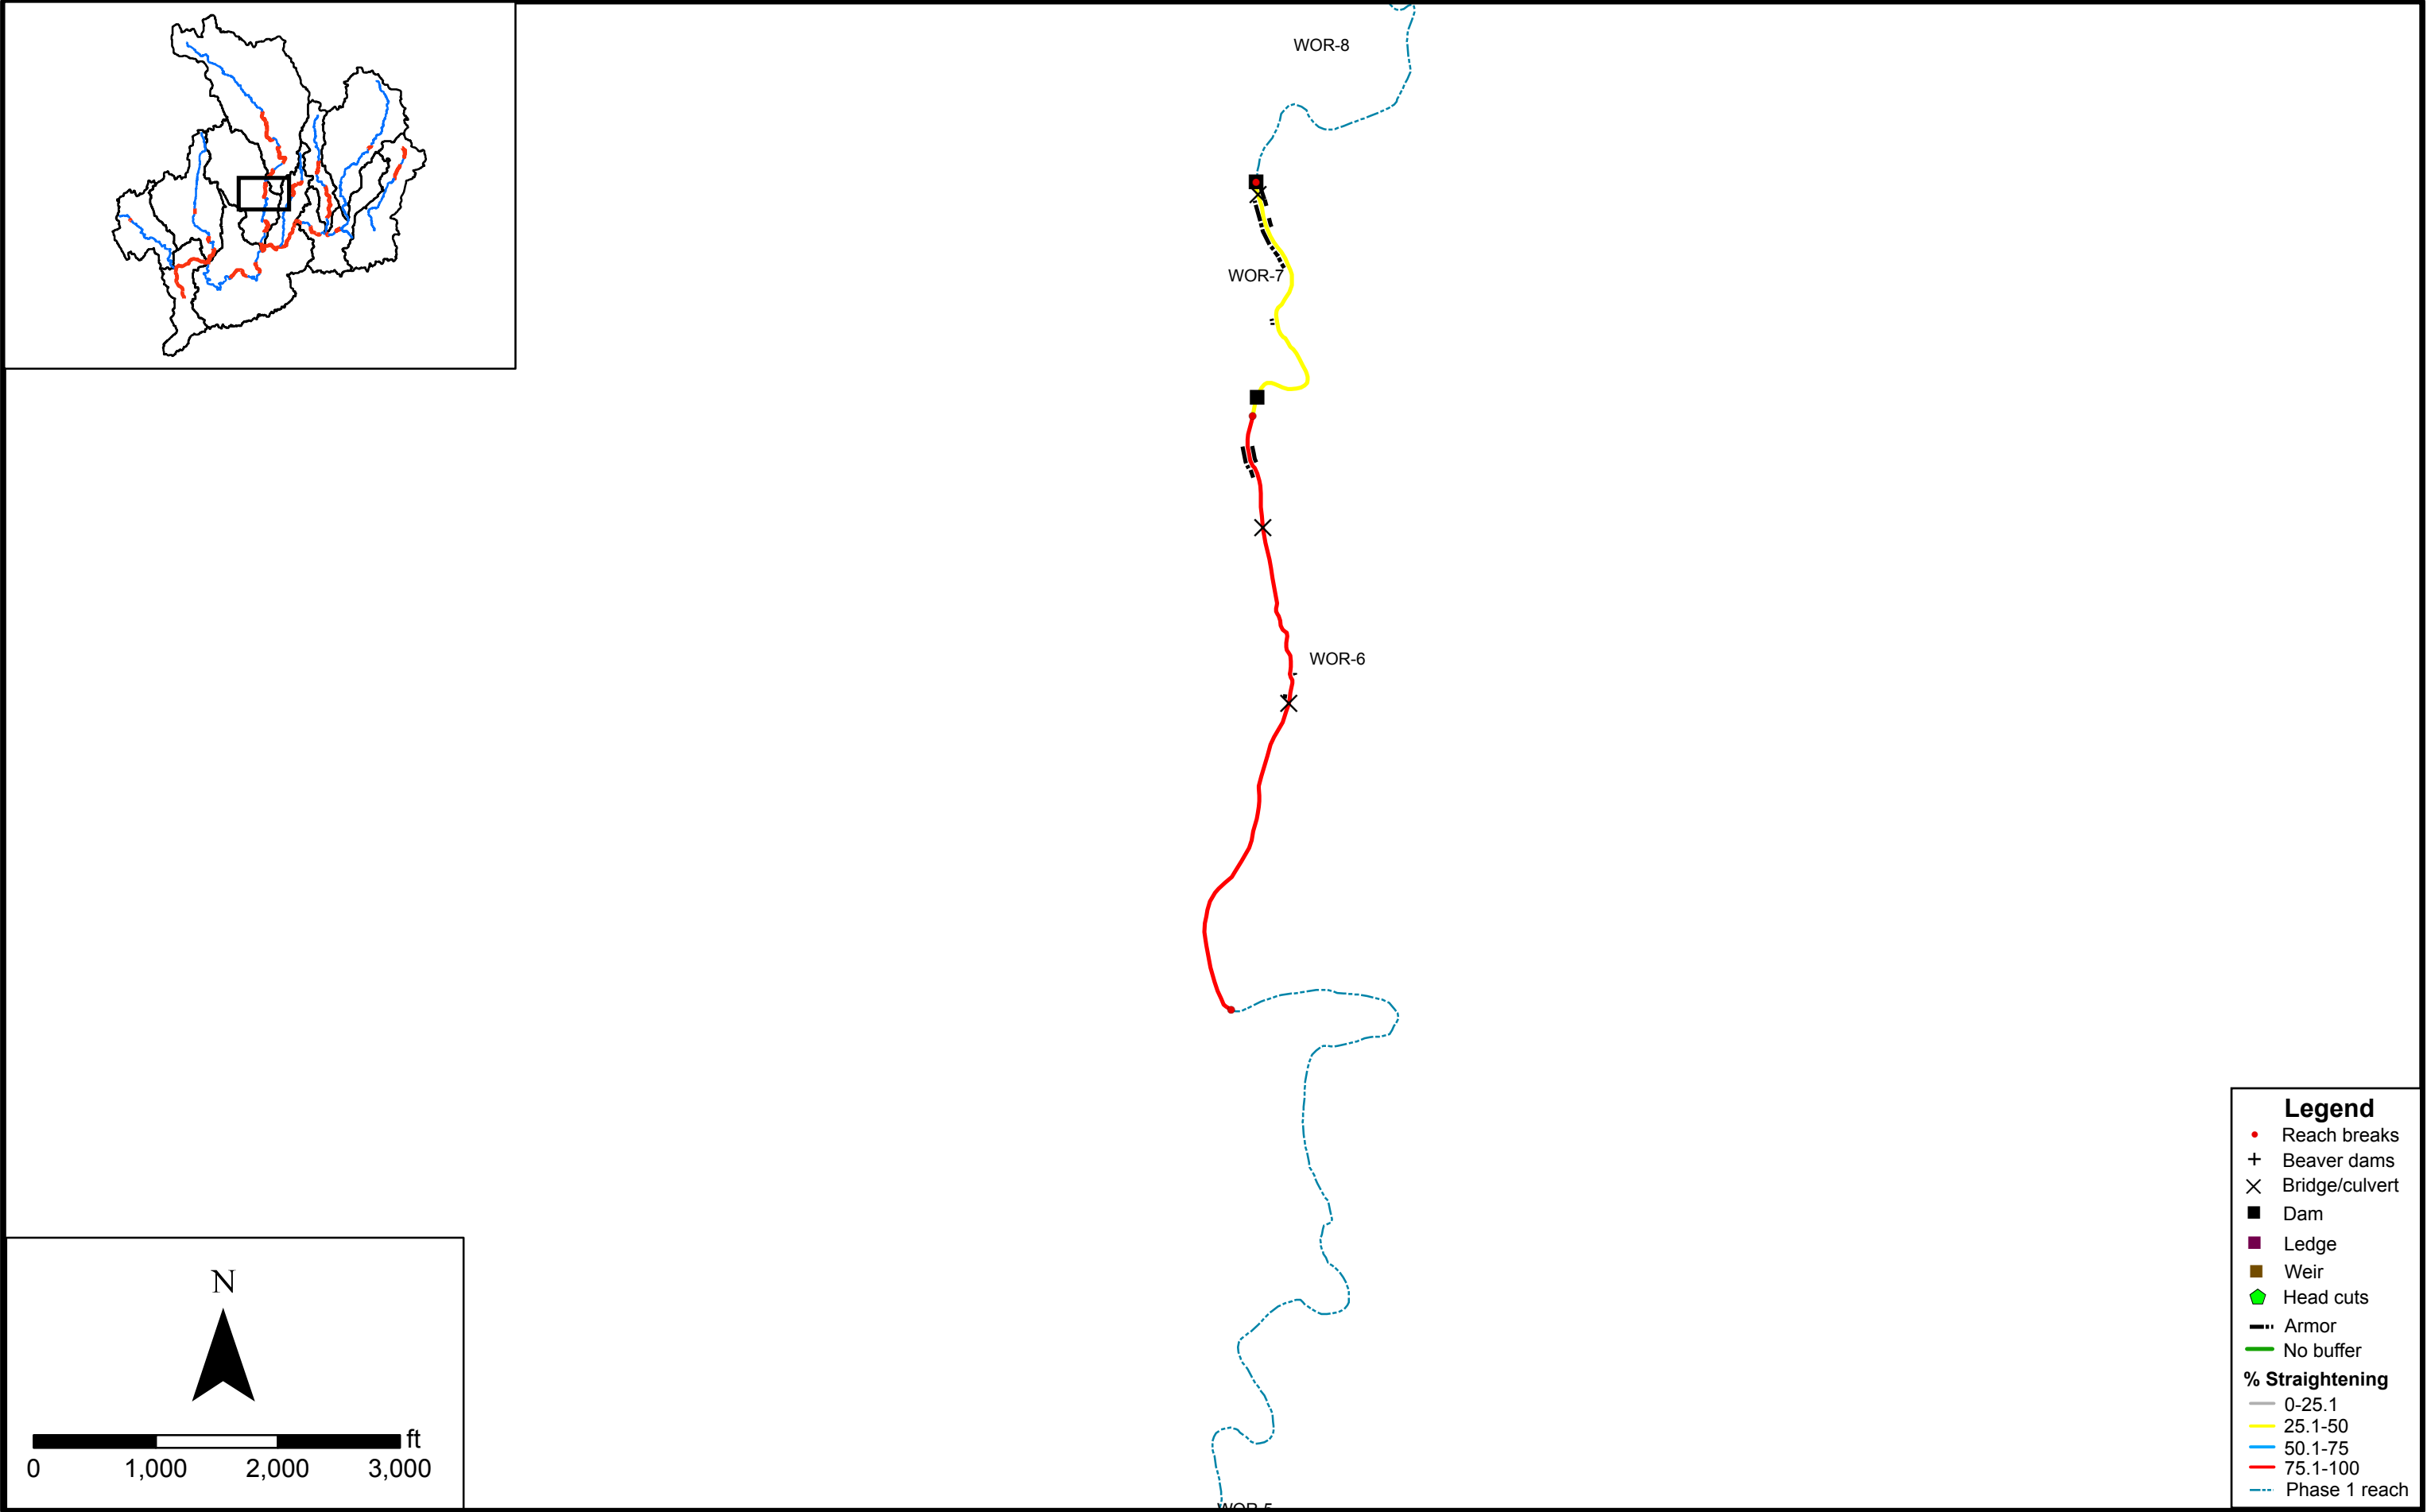 WOR-8
WOR-7
WOR-6
WOR-5
N
ft
0 1,000 2,000 3,000
Legend
Reach breaks
Beaver dams
Bridge/culvert
Dam
Ledge
Weir
Head cuts
Armor
No buffer
% Straightening
0-25.1
25.1-50
50.1-75
75.1-100
Phase 1 reach